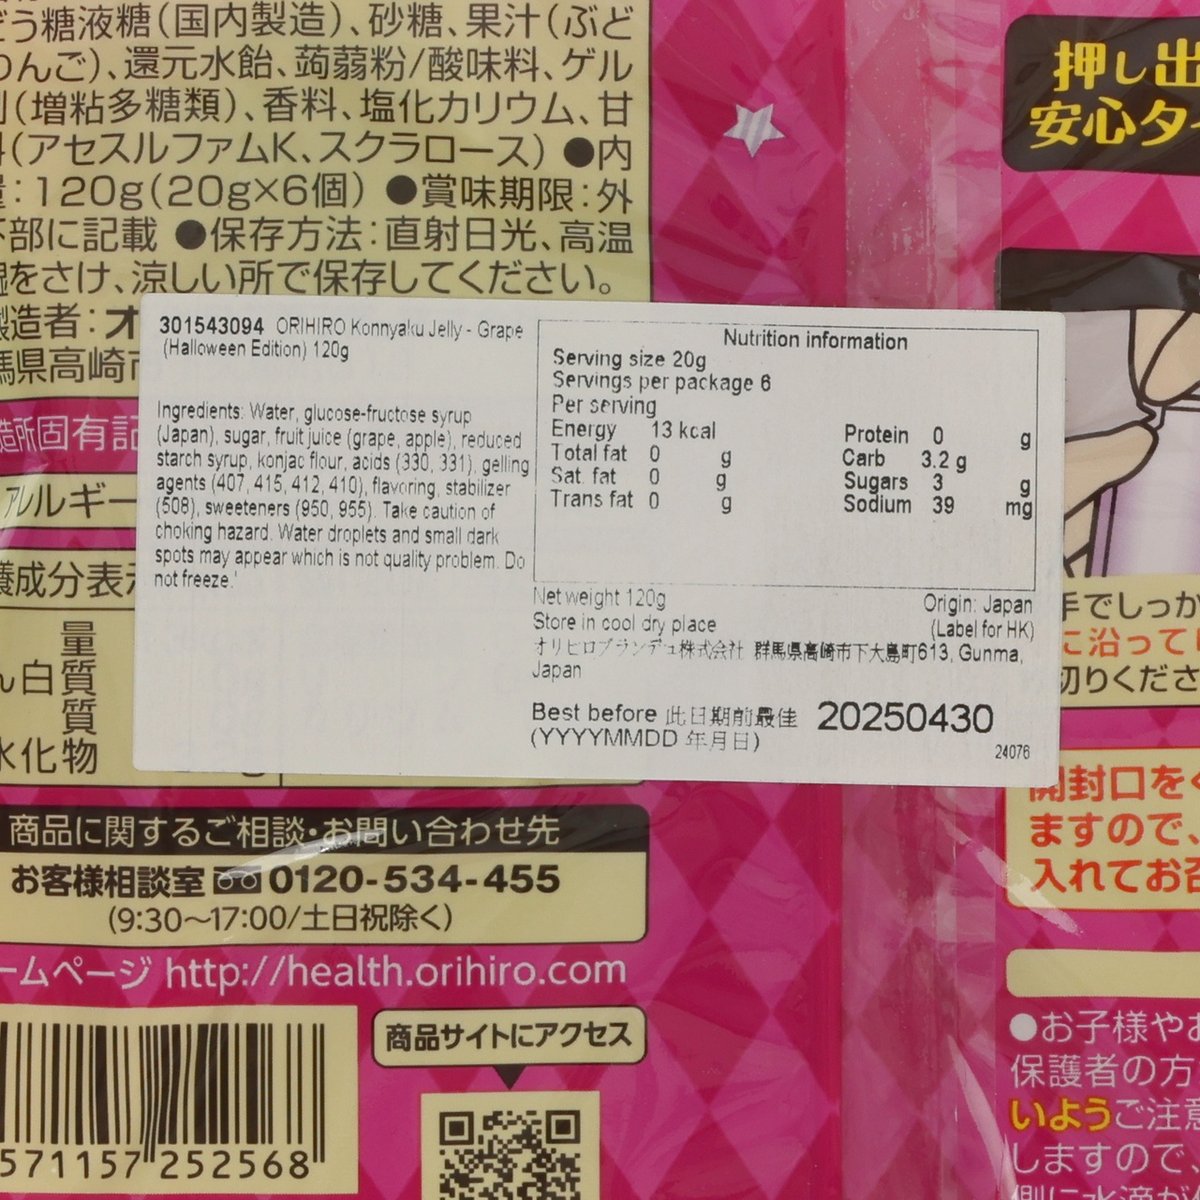 どう糖液糖(国内製造)、砂糖、果汁(ぶど
りんご)、還元水飴、蒟蒻粉/酸味料、ゲル
剤(増粘多糖類)、香料、塩化カリウム、甘
料(アセスルファムK、スクラロース) ●内
量:120g(20g×6個) ●賞味期限:外
下部に記載 ●保存方法:直射日光、高温
湿をさけ、涼しい所で保存してください。
製造者:オ
馬県高崎市
造所固有記
アレルギー
養成分表示
量
ん白質
質
水化物
301543094 ORIHIRO Konnyaku Jelly - Grape
(Halloween Edition) 120g
Ingredients: Water, glucose-fructose syrup
(Japan), sugar, fruit juice (grape, apple), reduced
starch syrup, konjac flour, acids (330, 331), gelling
agents (407, 415, 412, 410), flavoring, stabilizer
(508), sweeteners (950, 955). Take caution of
choking hazard. Water droplets and small dark
spots may appear which is not quality problem. Do
not freeze.'
Nutrition information
Serving size 20g
Servings per package 6
Per serving
Energy 13 kcal
Total fat 0 g
Sat. fat 0 g
Trans fat 0 g
Protein 0 g
Carb 3.2 g
Sugars 3 g
Sodium 39 mg
Net weight 120g
Origin: Japan
Store in cool dry place
(Label for HK)
オリヒロプランデュ株式会社 群馬県高崎市下大島町613, Gunma,
Japan
Best before 此日期前最佳 20250430
(YYYYMMDD 年月日)
24076
商品に関するご相談・お問い合わせ先
お客様相談室 0120-534-455
(9:30〜17:00/土日祝除く)
ームページ http://health.orihiro.com
商品サイトにアクセス
571157 252568
押し出
安心タ
手でしっか
に沿って
切りくださ
開封口を
ますので、
入れてお召
●お子様やお
保護者の方
いようご注意
しますので、
側に水滴が